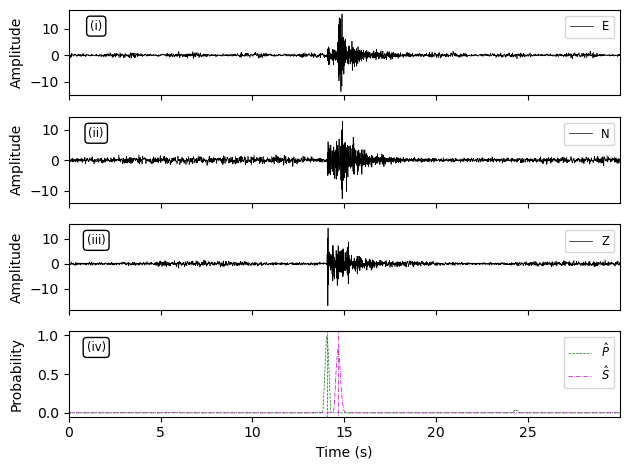 Amplitude
10
0
−10
(i)
E
Amplitude
10
0
−10
(ii)
N
Amplitude
10
0
−10
(iii)
Z
Probability
1.0
0.5
0.0
(iv)
P̂
Ŝ
0 5 10 15 20 25
Time (s)